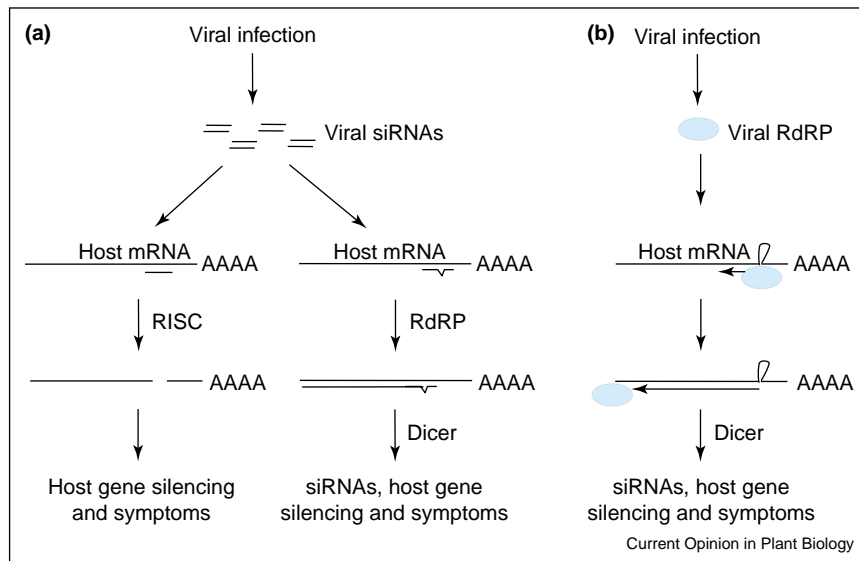 (a)
Viral infection
Viral siRNAs
Host mRNA
AAAA
RISC
AAAA
Host gene silencing
and symptoms
Host mRNA
AAAA
RdRP
AAAA
Dicer
siRNAs, host gene
silencing and symptoms
(b)
Viral infection
Viral RdRP
Host mRNA
AAAA
AAAA
Dicer
siRNAs, host gene
silencing and symptoms
Current Opinion in Plant Biology